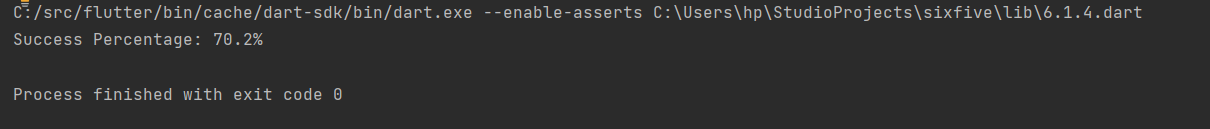 C:/src/flutter/bin/cache/dart-sdk/bin/dart.exe --enable-asserts C:\Users\hp\StudioProjects\sixfive\lib\6.1.4.dart
Success Percentage: 70.2%
Process finished with exit code 0